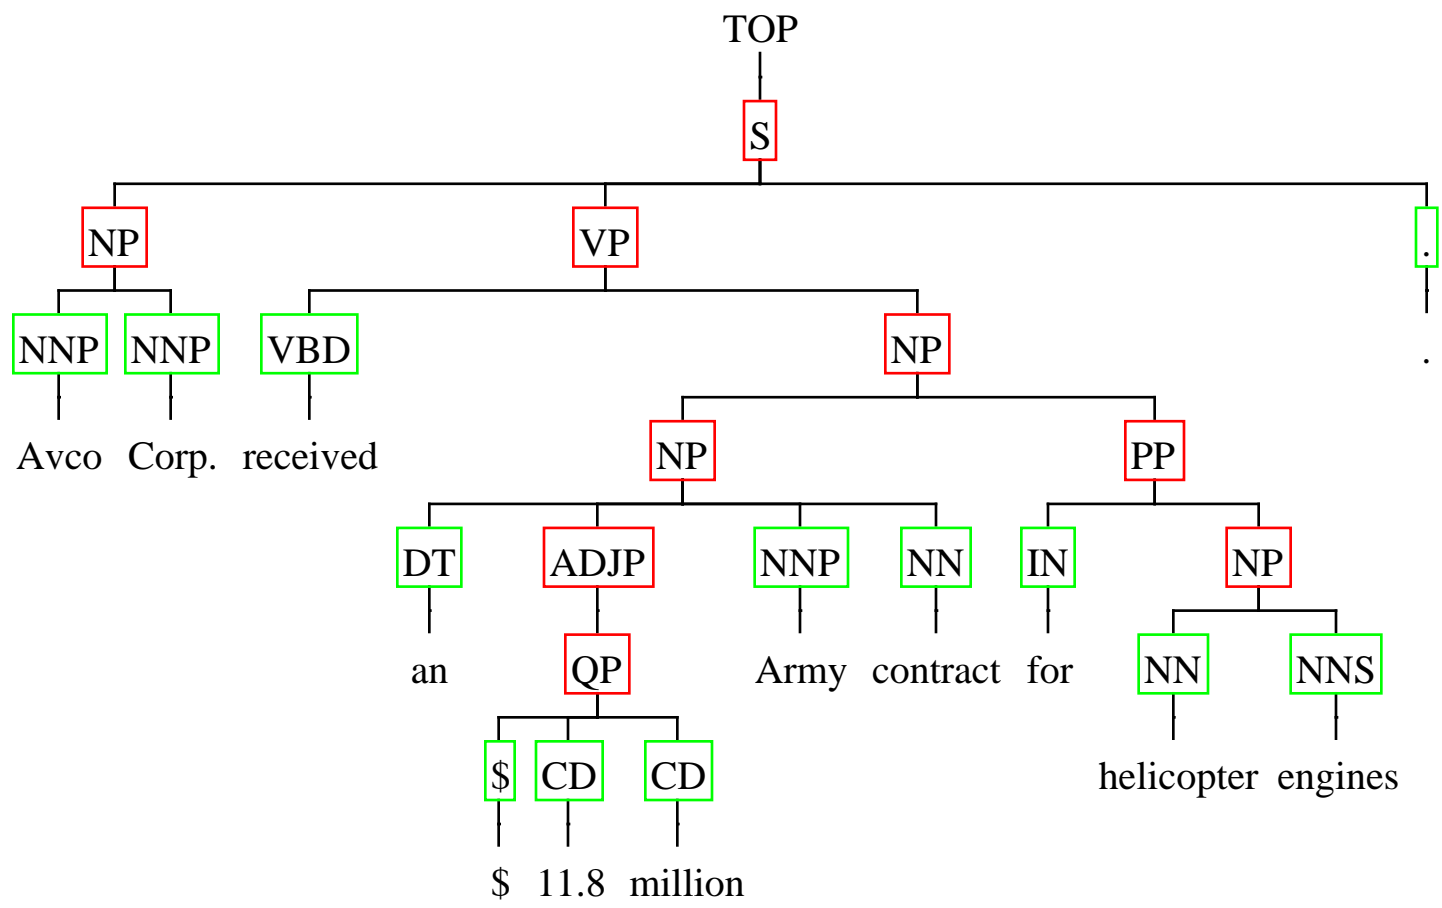 TOP
S
NP VP .
NNP NNP VBD NP .
Avco Corp. received NP PP
DT ADJP NNP NN IN NP
an QP Army contract for NN NNS
$ CD CD helicopter engines
$ 11.8 million